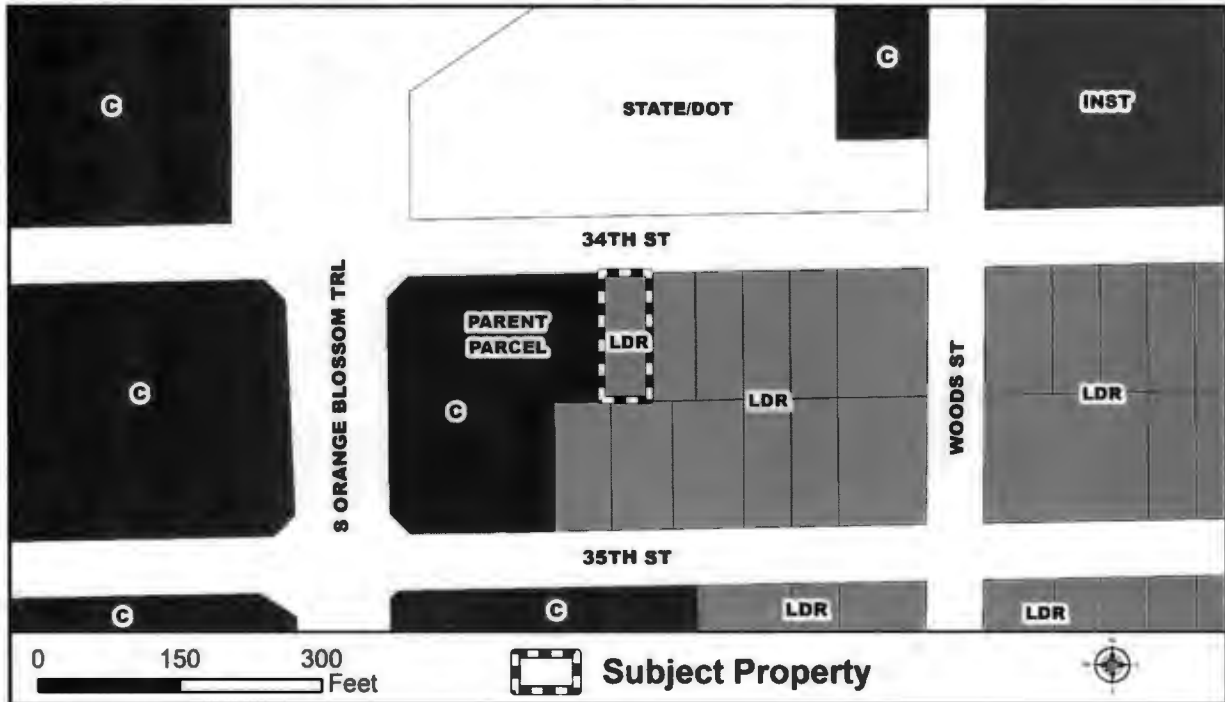 C
C
STATE/DOT
INST
34TH ST
S ORANGE BLOSSOM TRL
PARENT
PARCEL
LDR
C
C
LDR
WOODS ST
LDR
35TH ST
C
C
LDR
LDR
0 150 300
Feet
Subject Property